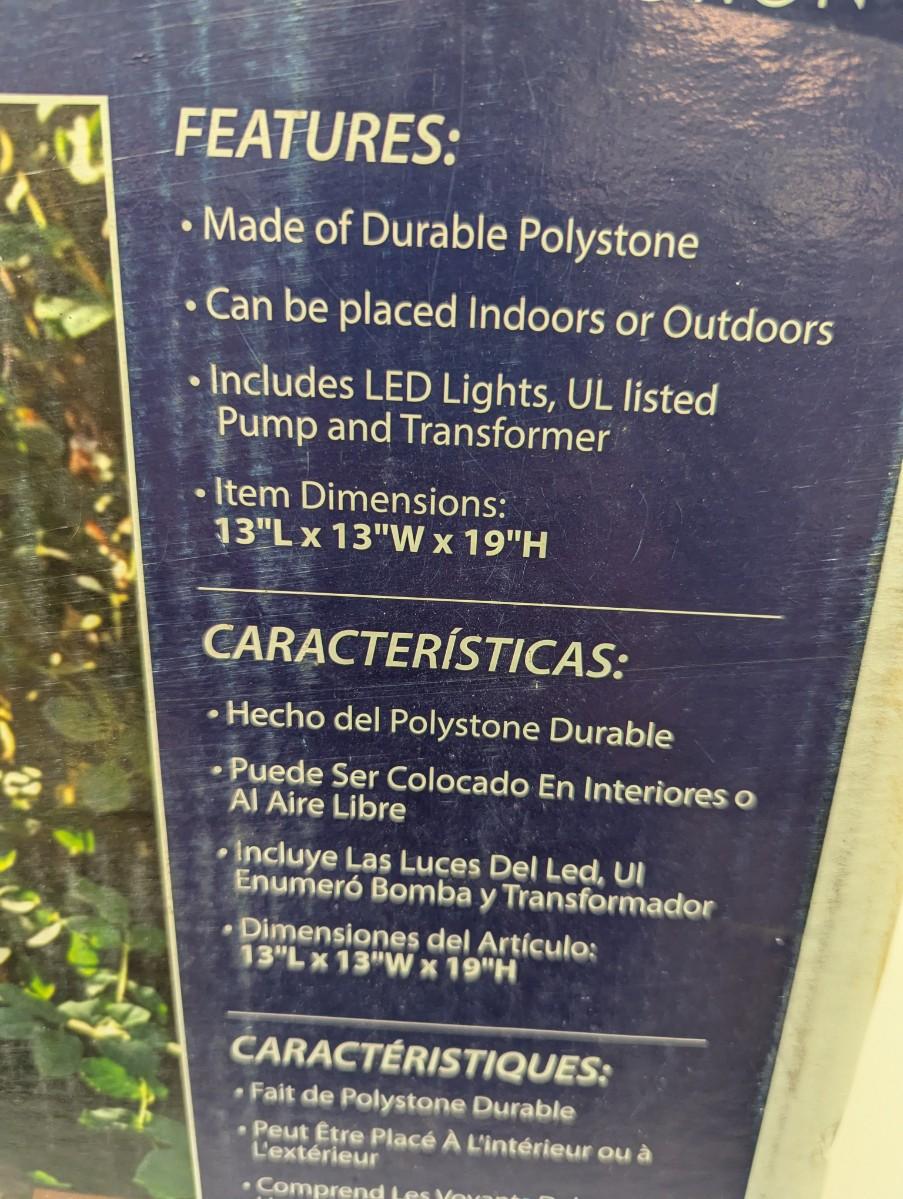 FEATURES:
• Made of Durable Polystone
• Can be placed Indoors or Outdoors
• Includes LED Lights, UL listed
Pump and Transformer
• Item Dimensions:
13"L x 13"W x 19"H
CARACTERÍSTICAS:
• Hecho del Polystone Durable
• Puede Ser Colocado En Interiores o
Al Aire Libre
• Incluye Las Luces Del Led, Ul
Enumeró Bomba y Transformador
• Dimensiones del Artículo:
13"L x 13"W x 19"H
CARACTÉRISTIQUES:
• Fait de Polystone Durable
• Peut Être Placé À L'intérieur ou à
L'extérieur
• Comprend Les